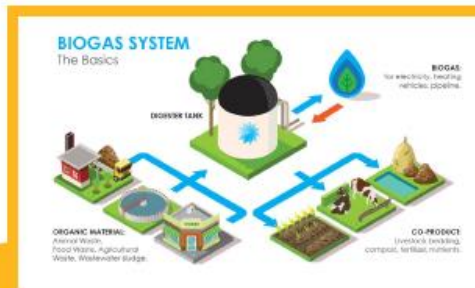 BIOGAS SYSTEM
The Basics
BIOGAS:
for electricity, heating
vehicles, pipeline.
DIGESTER TANK
ORGANIC MATERIAL:
Animal Waste,
Food Waste, Agricultural
Waste, Wastewater Sludge.
CO-PRODUCT:
Livestock bedding,
compost, fertilizer, nutrients.